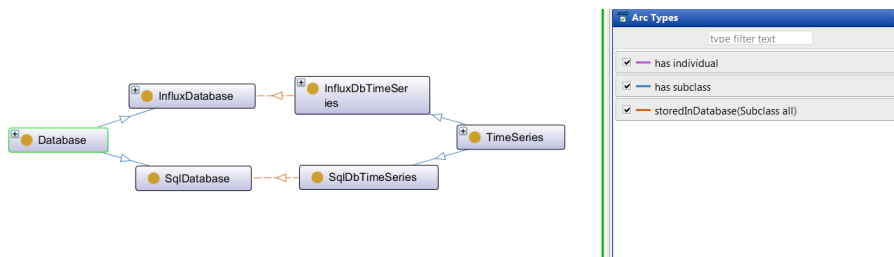 Arc Types
type filter text
has individual
has subclass
storedInDatabase(Subclass all)
InfluxDatabase
InfluxDbTimeSer
ies
Database
TimeSeries
SqlDatabase
SqlDbTimeSeries